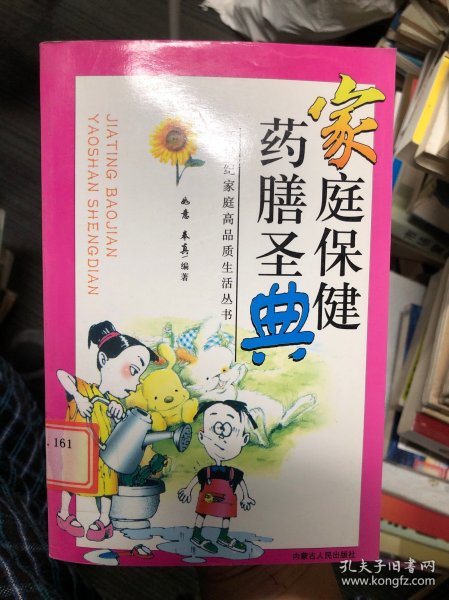 家庭保健
药膳圣典
纪家庭高品质生活丛书
如意 编著
JIATING BAOJIAN
YAOSHAN SHENGDIAN
. 161
内蒙古人民出版社
孔夫子旧书网
www.kongfz.com